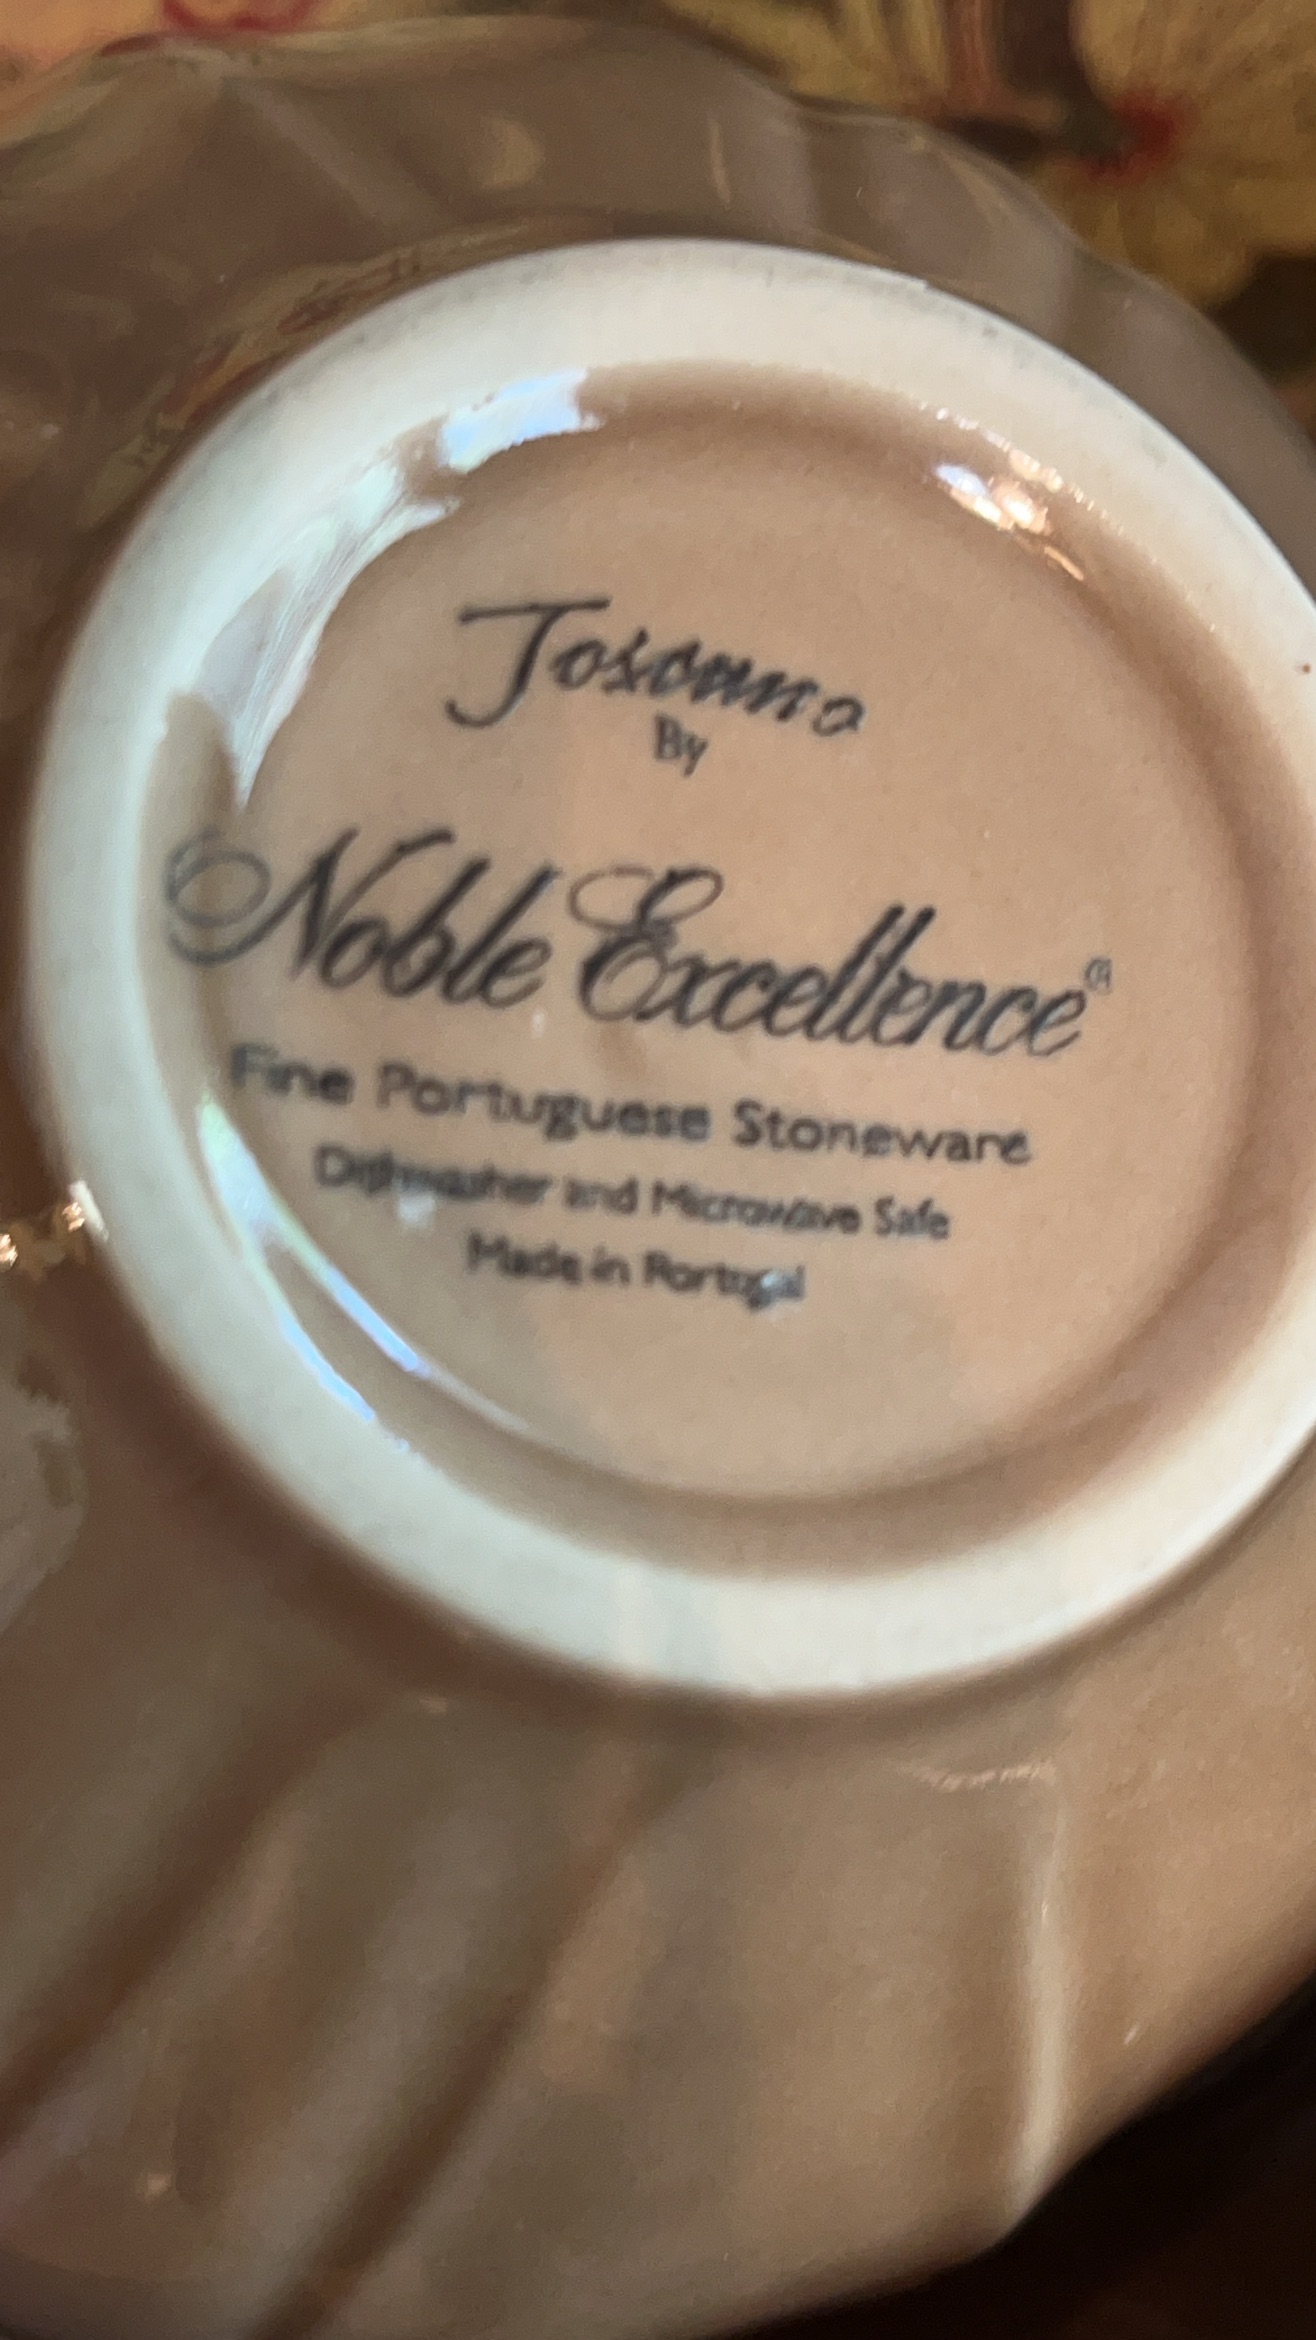 Toscana
By
Noble Excellence®
Fine Portuguese Stoneware
Dishwasher and Microwave Safe
Made in Portugal